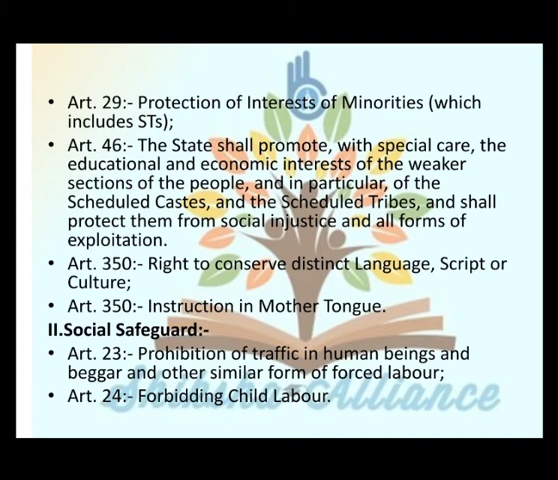 • Art. 29:- Protection of Interests of Minorities (which
includes STs);
• Art. 46:- The State shall promote, with special care, the
educational and economic interests of the weaker
sections of the people, and in particular, of the
Scheduled Castes, and the Scheduled Tribes, and shall
protect them from social injustice and all forms of
exploitation.
• Art. 350:- Right to conserve distinct Language, Script or
Culture;
• Art. 350:- Instruction in Mother Tongue.
II.Social Safeguard:-
• Art. 23:- Prohibition of traffic in human beings and
beggar and other similar form of forced labour;
• Art. 24:- Forbidding Child Labour.
Shiksha Alliance